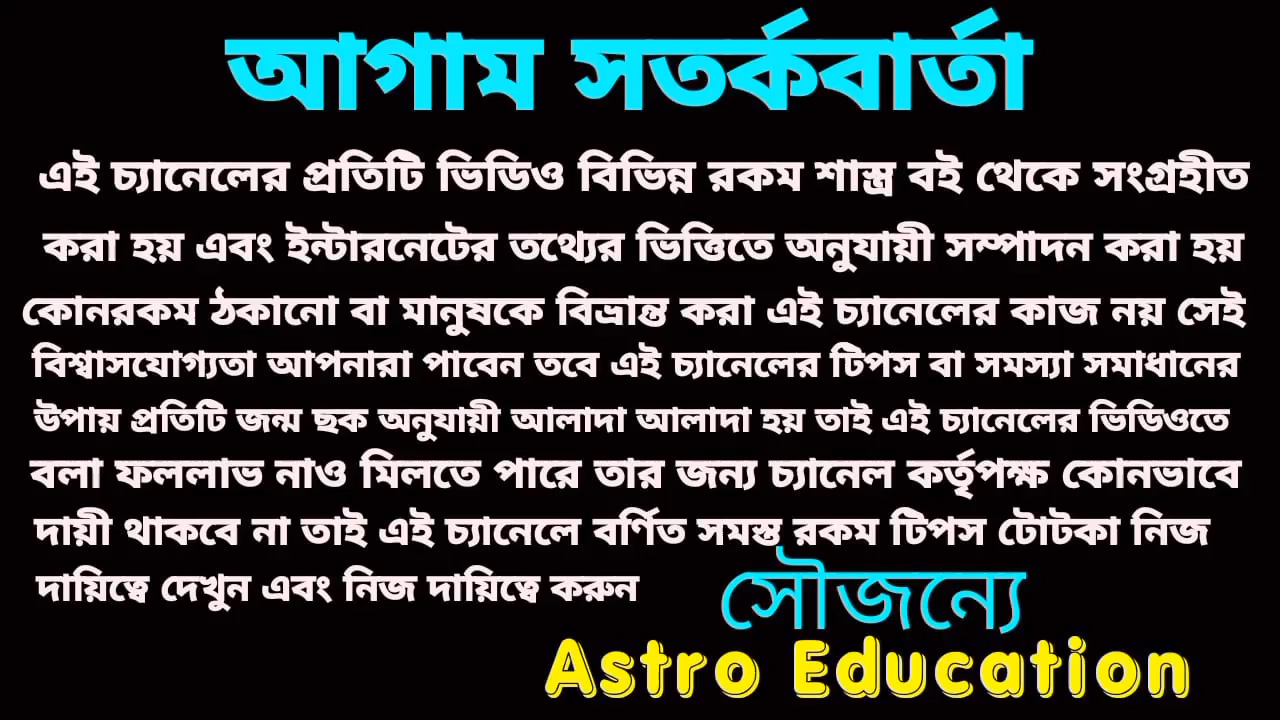 আগাম সতর্কবার্তা
এই চ্যানেলের প্রতিটি ভিডিও বিভিন্ন রকম শাস্ত্র বই থেকে সংগ্রহীত
করা হয় এবং ইন্টারনেটের তথ্যের ভিত্তিতে অনুযায়ী সম্পাদন করা হয়
কোনরকম ঠকানো বা মানুষকে বিভ্রান্ত করা এই চ্যানেলের কাজ নয় সেই
বিশ্বাসযোগ্যতা আপনারা পাবেন তবে এই চ্যানেলের টিপস বা সমস্যা সমাধানের
উপায় প্রতিটি জন্ম ছক অনুযায়ী আলাদা আলাদা হয় তাই এই চ্যানেলের ভিডিওতে
বলা ফললাভ নাও মিলতে পারে তার জন্য চ্যানেল কর্তৃপক্ষ কোনভাবে
দায়ী থাকবে না তাই এই চ্যানেলে বর্ণিত সমস্ত রকম টিপস টোটকা নিজ
দায়িত্বে দেখুন এবং নিজ দায়িত্বে করুন
সৌজন্যে
Astro Education